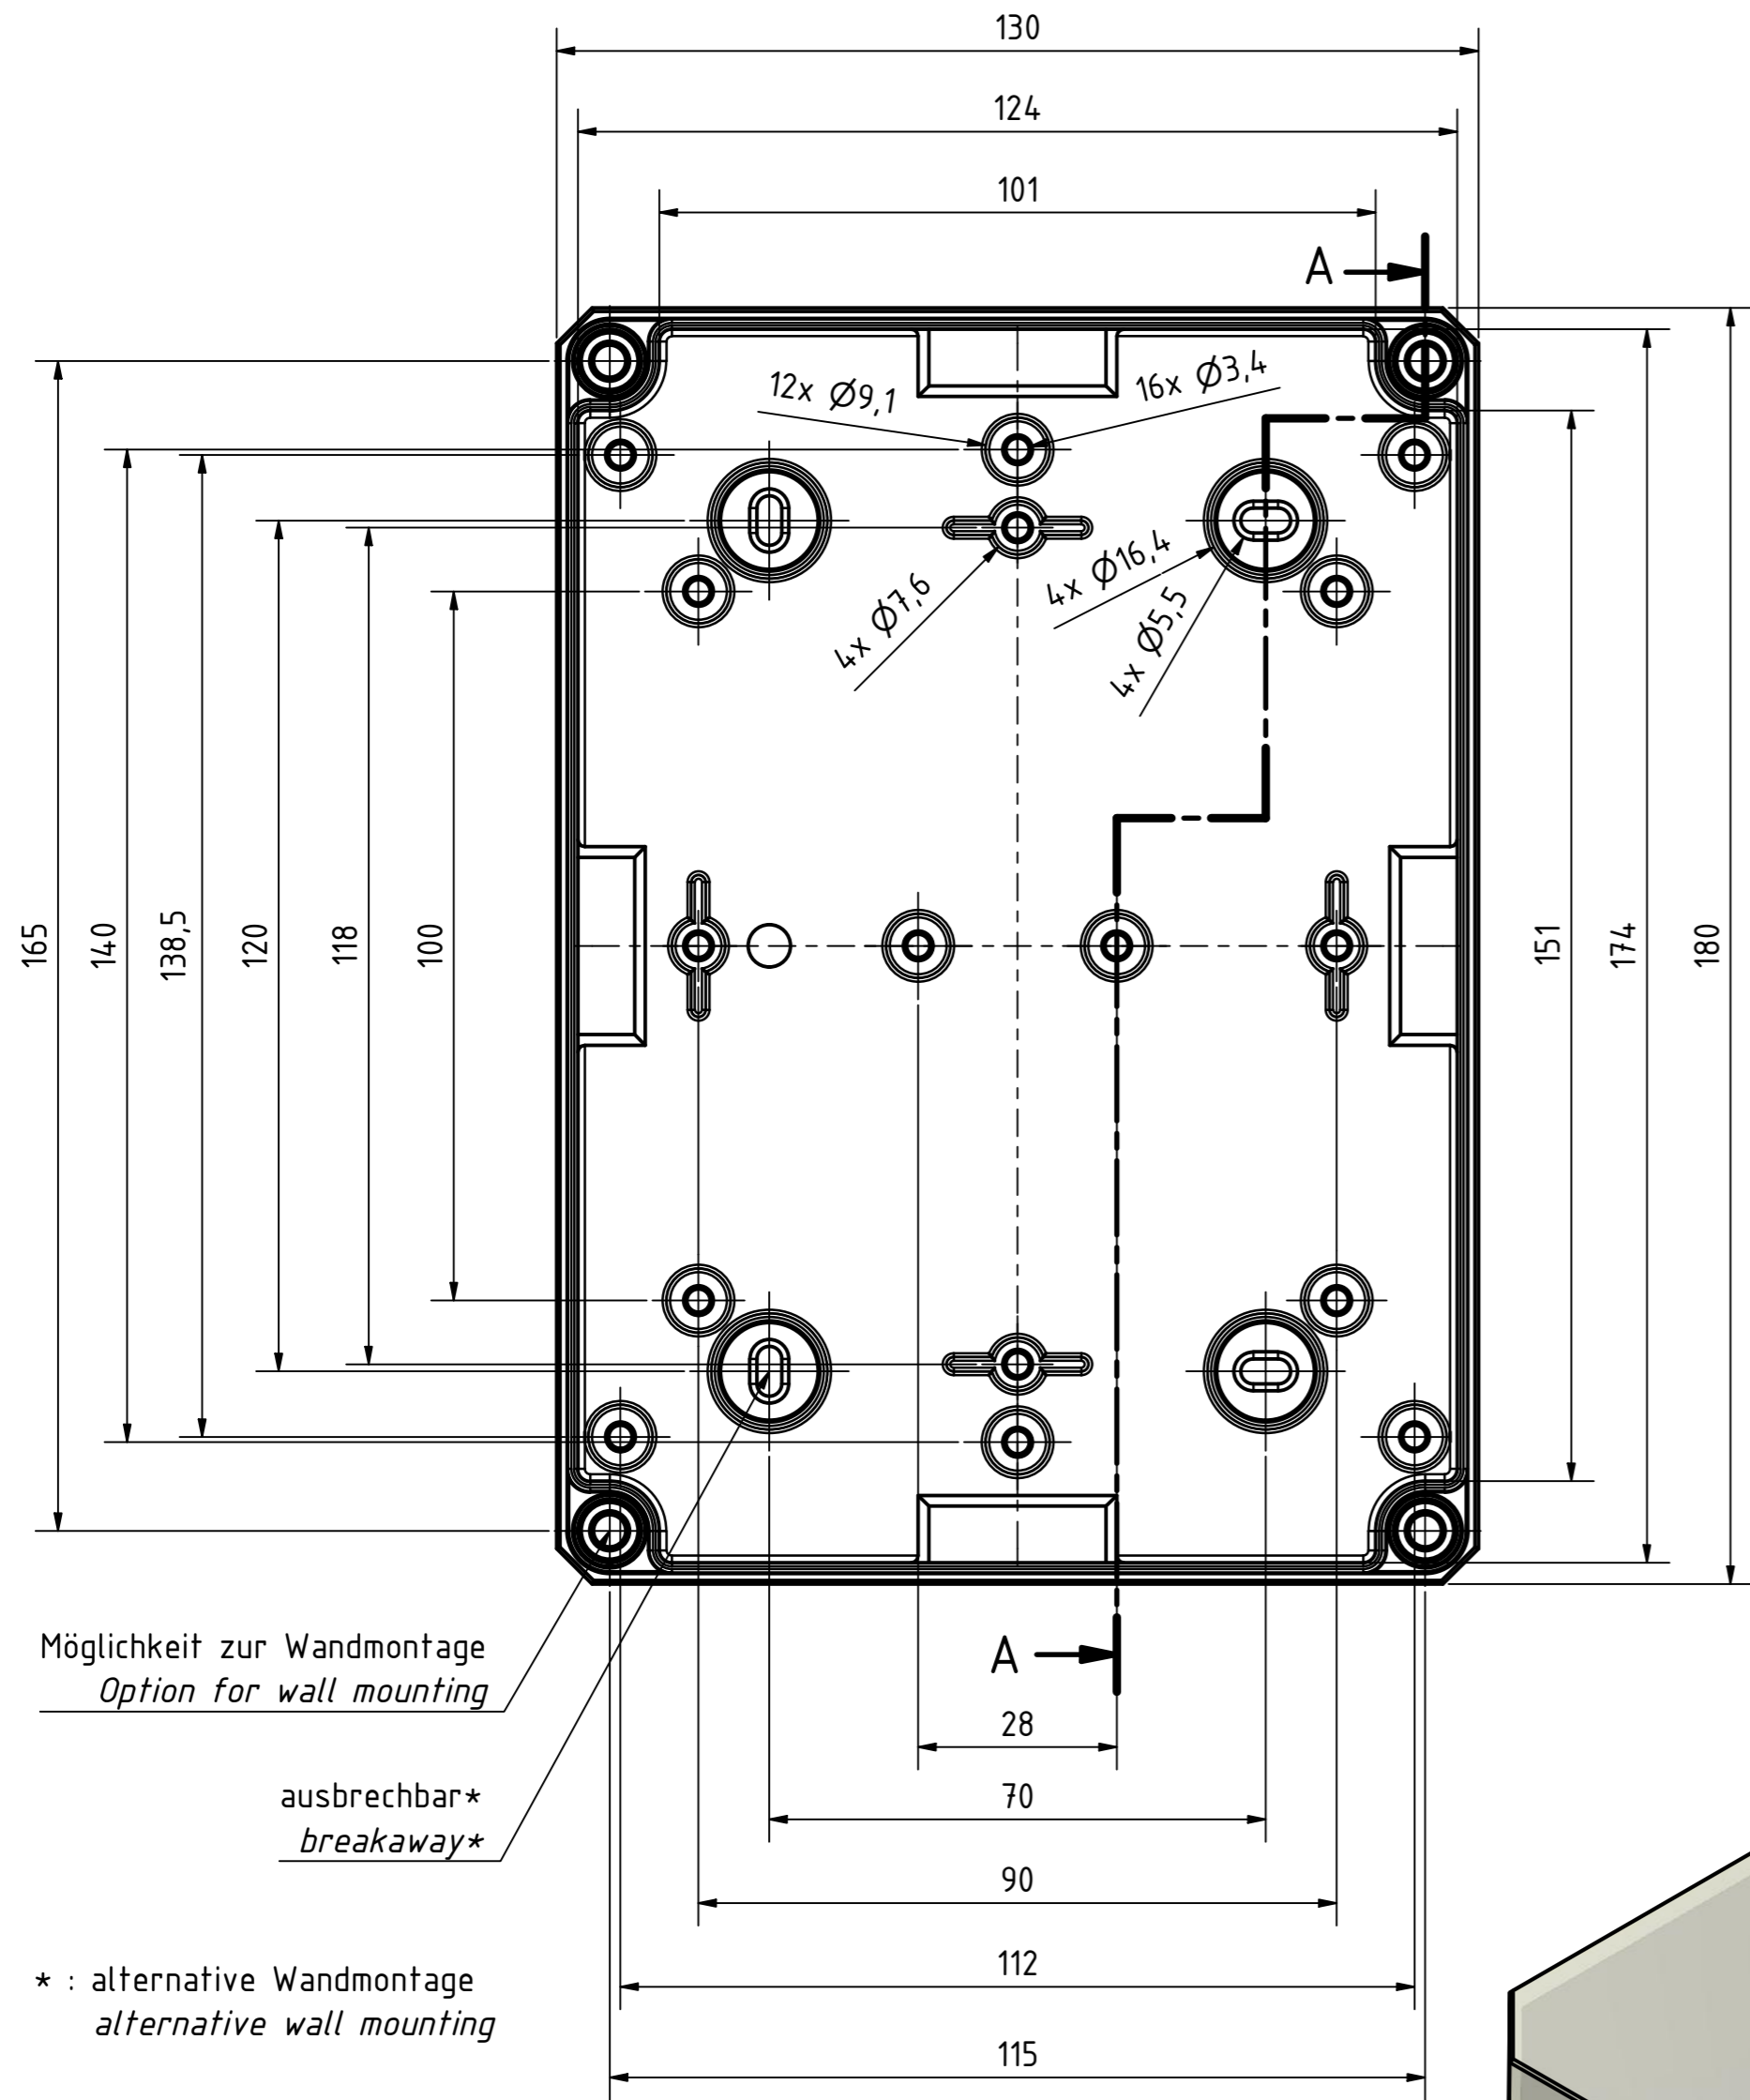 130
124
101
A
12x Ø9,1
16x Ø3,4
4x Ø7,6
4x Ø16,4
4x Ø5,5
165
140
138,5
120
118
100
151
174
180
Möglichkeit zur Wandmontage
Option for wall mounting
A
28
ausbrechbar*
breakaway*
70
90
* : alternative Wandmontage
alternative wall mounting
112
115